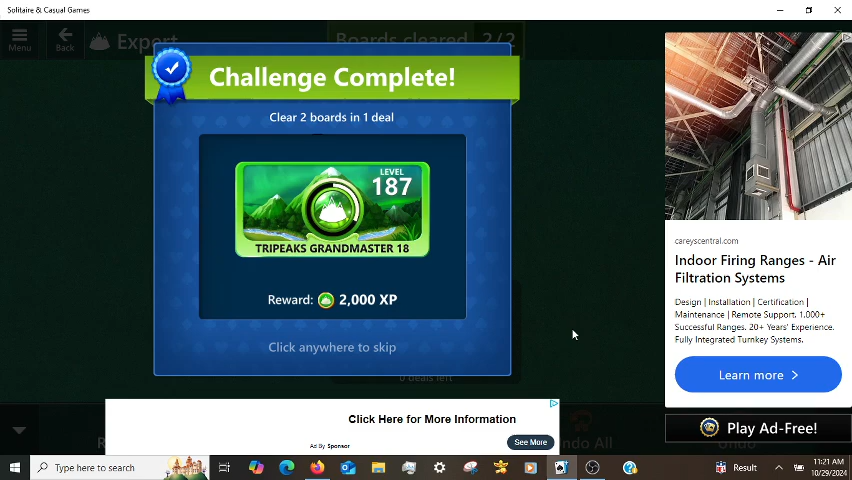 Solitaire & Casual Games
Menu
Back
Expert
Boards cleared 2/2
Challenge Complete!
Clear 2 boards in 1 deal
LEVEL
187
TRIPEAKS GRANDMASTER 18
Reward: 2,000 XP
Click anywhere to skip
0 deals left
careyscentral.com
Indoor Firing Ranges - Air
Filtration Systems
Design | Installation | Certification |
Maintenance | Remote Support. 1,000+
Successful Ranges. 20+ Years' Experience.
Fully Integrated Turnkey Systems.
Learn more
Click Here for More Information
Ad By Sponsor
See More
Play Ad-Free!
Undo All
Undo
Type here to search
Result
11:21 AM
10/29/2024